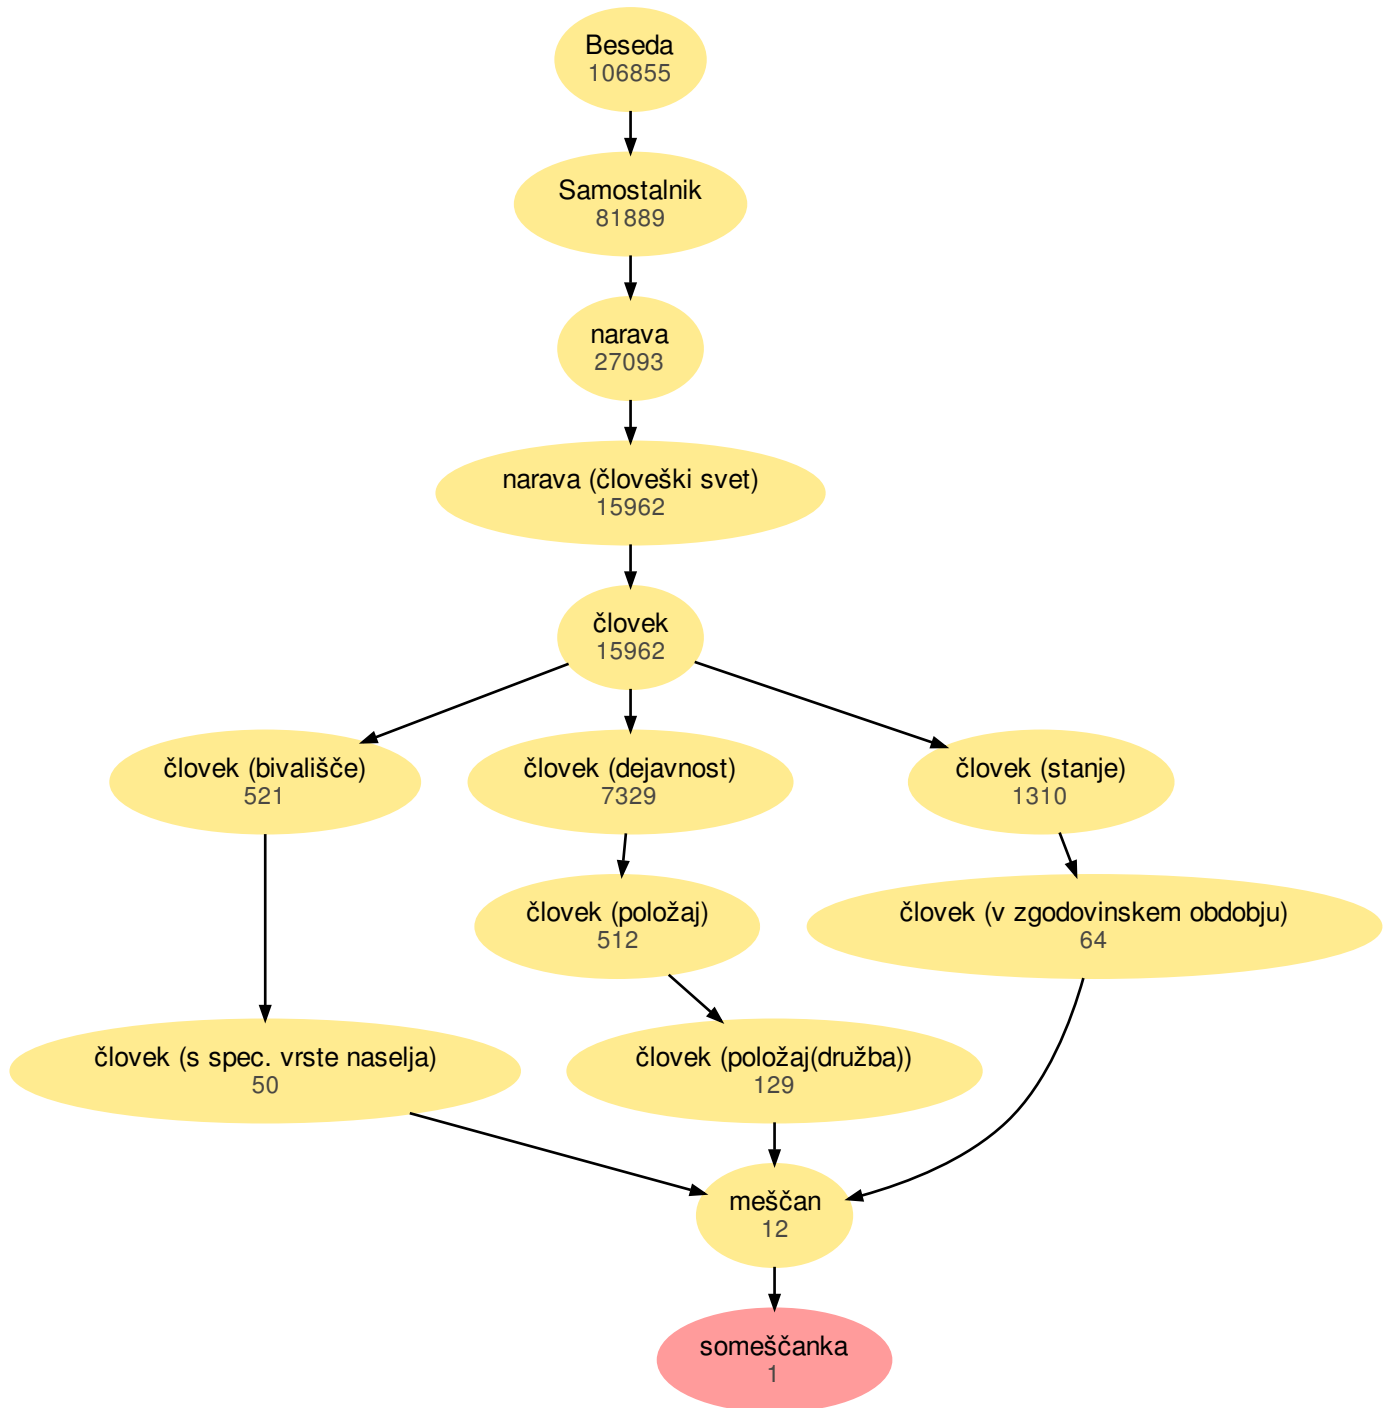 Beseda
106855
Samostalnik
81889
narava
27093
narava (človeški svet)
15962
človek
15962
človek (bivališče)
521
človek (dejavnost)
7329
človek (stanje)
1310
človek (položaj)
512
človek (v zgodovinskem obdobju)
64
človek (s spec. vrste naselja)
50
človek (položaj(družba))
129
meščan
12
someščanka
1